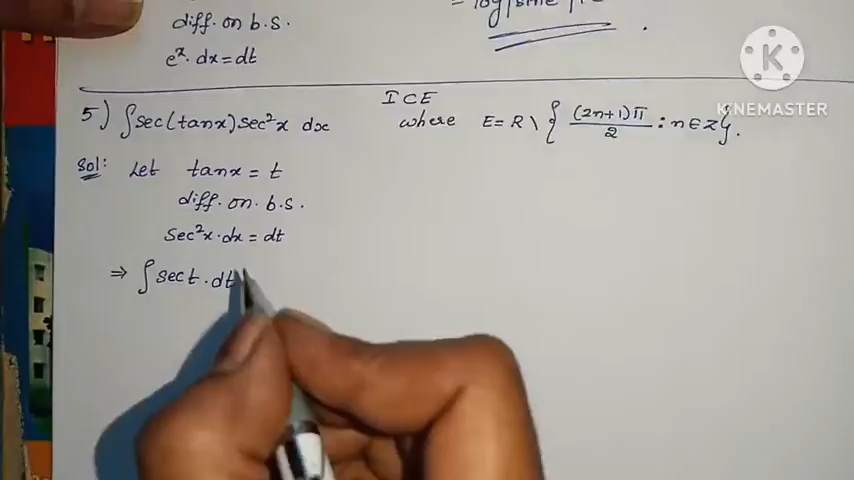 diff. on b.s.
e^x. dx = dt
5) ∫sec(tanx)sec²x dx I C E where E = R \ { (2n+1)π / 2 : n ∈ z }.
Sol: Let tanx = t
diff. on. b.s.
sec²x. dx = dt
⇒ ∫sect . dt
K
KINEMASTER